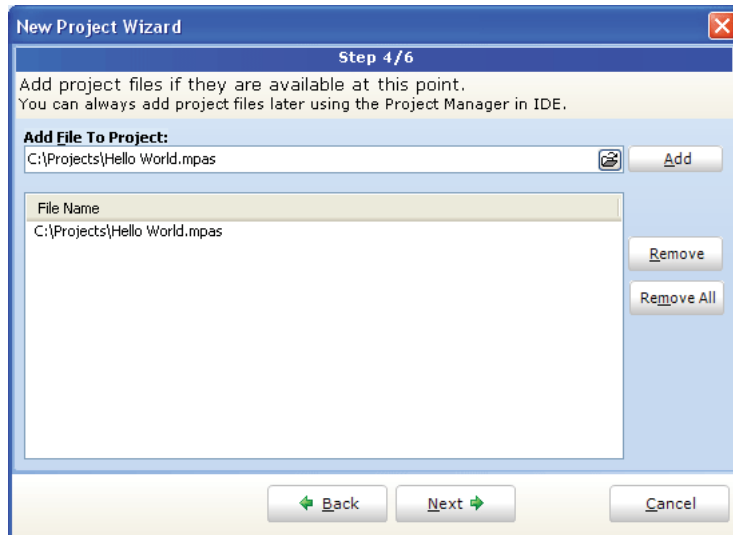 New Project Wizard
Step 4/6
Add project files if they are available at this point.
You can always add project files later using the Project Manager in IDE.
Add File To Project:
C:\Projects\Hello World.mpas
Add
File Name
C:\Projects\Hello World.mpas
Remove
Remove All
Back
Next
Cancel